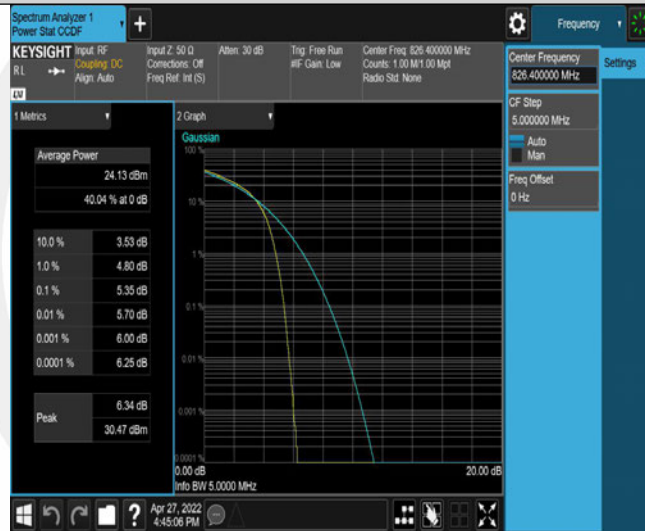 Spectrum Analyzer 1
Power Stat CCDF
+
Frequency
KEYSIGHT
RL
Input: RF
Coupling: DC
Align: Auto
Input Z: 50 Ω
Corrections: Off
Freq Ref: Int (S)
Atten: 30 dB
Trig: Free Run
#IF Gain: Low
Center Freq: 826.400000 MHz
Counts: 1.00 M/1.00 Mpt
Radio Std: None
Center Frequency
826.400000 MHz
Settings
CF Step
5.000000 MHz
Auto
Man
Freq Offset
0 Hz
1 Metrics
2 Graph
Gaussian
Average Power
24.13 dBm
40.04 % at 0 dB
10.0 % 3.53 dB
1.0 % 4.80 dB
0.1 % 5.35 dB
0.01 % 5.70 dB
0.001 % 6.00 dB
0.0001 % 6.25 dB
Peak
6.34 dB
30.47 dBm
100 %
10 %
1 %
0.1 %
0.01 %
0.001 %
0.0001 %
0.00 dB 20.00 dB
Info BW 5.0000 MHz
?
Apr 27, 2022
4:45:06 PM